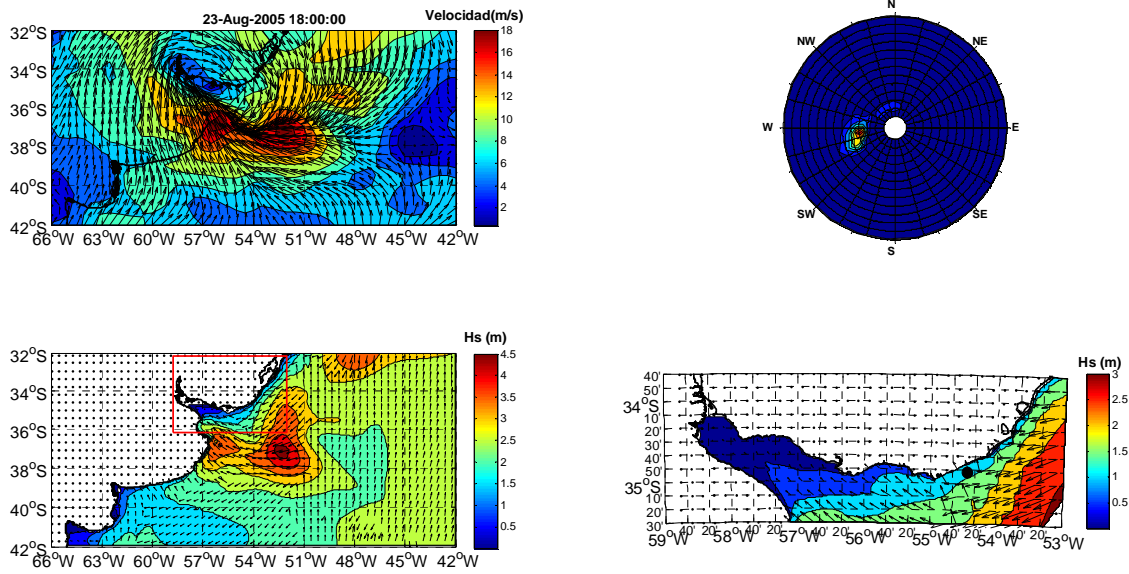 23-Aug-2005 18:00:00
Velocidad(m/s)
32°S
34°S
36°S
38°S
40°S
42°S
66°W 63°W 60°W 57°W 54°W 51°W 48°W 45°W 42°W
18
16
14
12
10
8
6
4
2
N
NW NE
W E
SW SE
S
Hs (m)
32°S
34°S
36°S
38°S
40°S
42°S
66°W 63°W 60°W 57°W 54°W 51°W 48°W 45°W 42°W
4.5
4
3.5
3
2.5
2
1.5
1
0.5
Hs (m)
40'
20'
34°S
20'
30'
40'
50'
35°S
10'
20'
30'
59°W 40' 20' 58°W 40' 20' 57°W 40' 20' 56°W 40' 20' 55°W 40' 20' 54°W 40' 20' 53°W
3
2.5
2
1.5
1
0.5